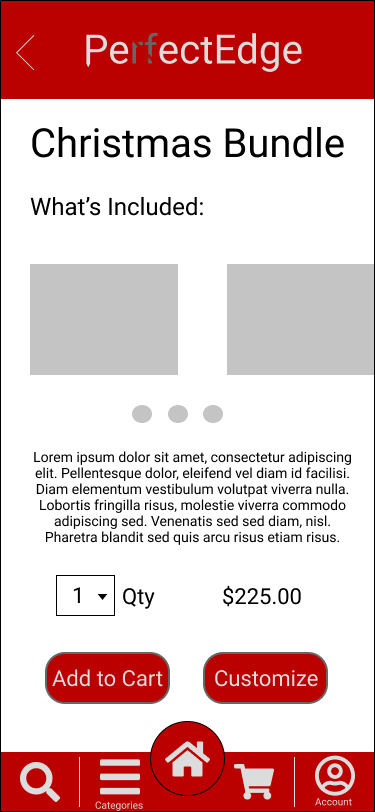 PerfectEdge
Christmas Bundle
What’s Included:
Lorem ipsum dolor sit amet, consectetur adipiscing
elit. Pellentesque dolor, eleifend vel diam id facilisi.
Diam elementum vestibulum volutpat viverra nulla.
Lobortis fringilla risus, molestie viverra commodo
adipiscing sed. Venenatis sed sed diam, nisl.
Pharetra blandit sed quis arcu risus etiam risus.
1 Qty $225.00
Add to Cart Customize
Categories Account